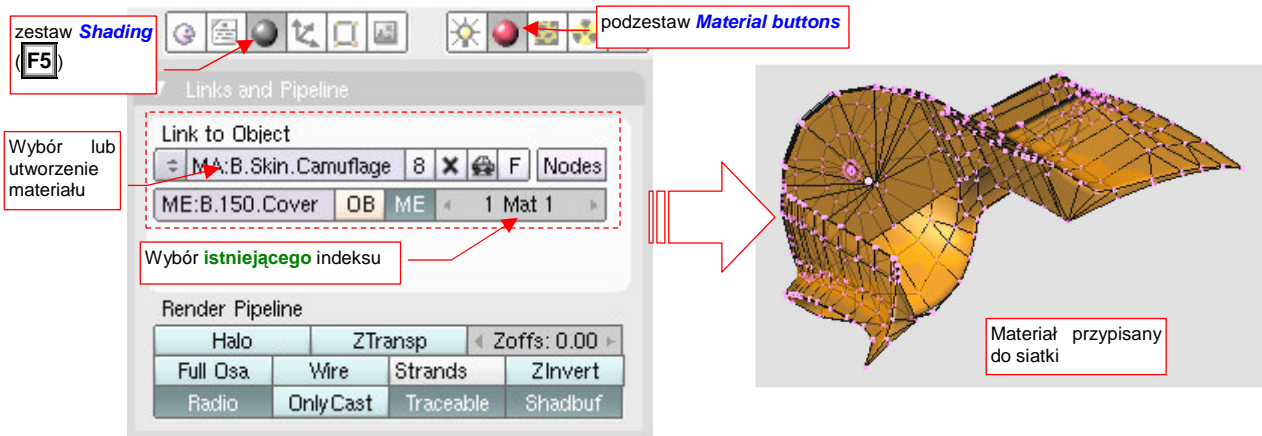 zestaw Shading
(F5)
podzestaw Material buttons
Links and Pipeline
Link to Object
Wybór lub
utworzenie
materiału
MA:B.Skin.Camuflage 8 F Nodes
ME:B.150.Cover OB ME 1 Mat 1
Wybór istniejącego indeksu
Render Pipeline
Halo ZTransp Zoffs: 0.00
Full Osa Wire Strands ZInvert
Radio OnlyCast Traceable Shadbuf
Materiał przypisany
do siatki